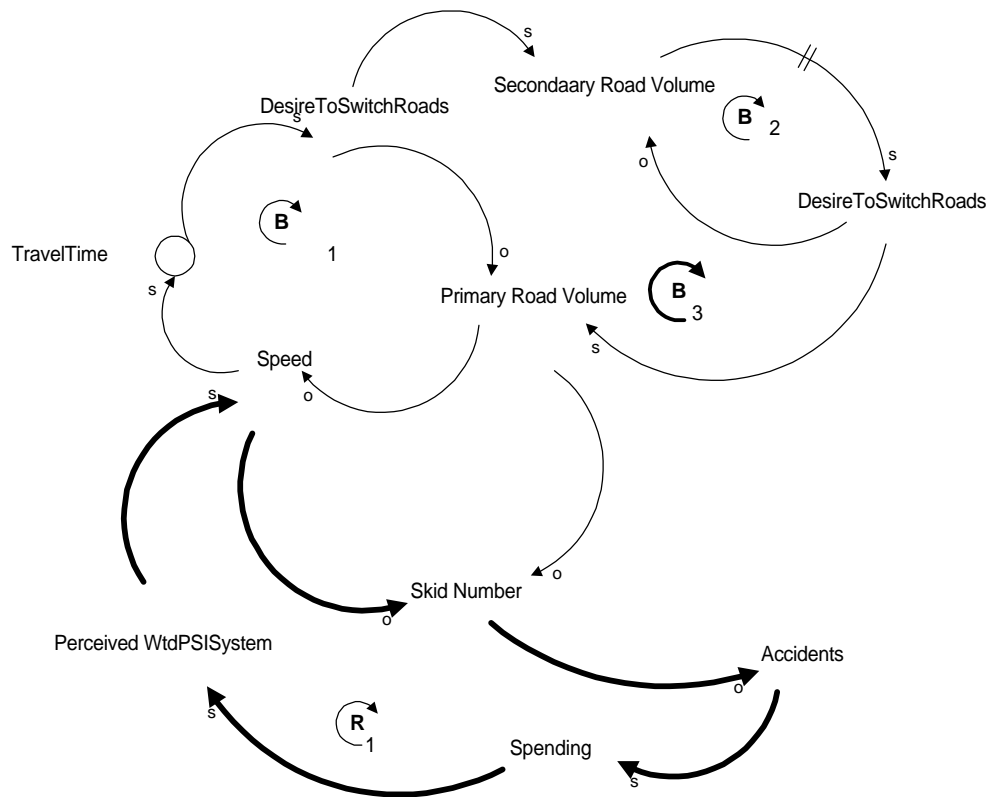 s
Secondaary Road Volume
DesireToSwitchRoads
s
B
2
s
o
DesireToSwitchRoads
B
1
TravelTime
o
s
Primary Road Volume
B
3
s
Speed
o
s
o
Skid Number
o
Perceived WtdPSISystem
Accidents
o
s
R
1
Spending
s